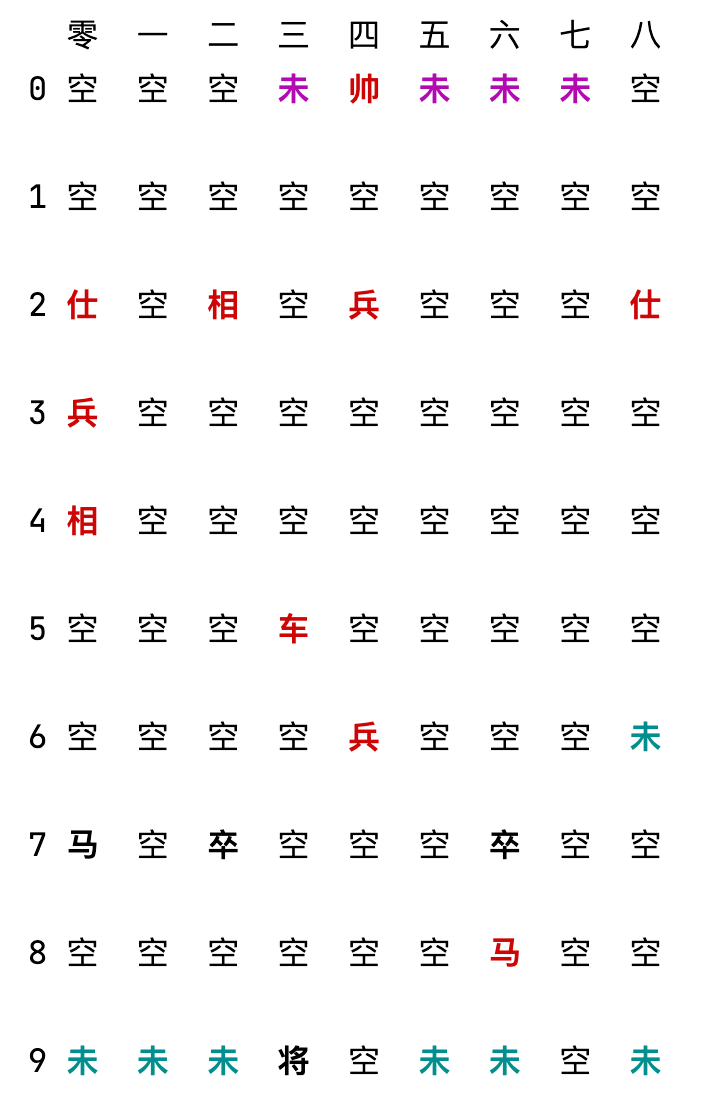 零 一 二 三 四 五 六 七 八
0 空 空 空 未 帅 未 未 未 空
1 空 空 空 空 空 空 空 空 空
2 仕 空 相 空 兵 空 空 空 仕
3 兵 空 空 空 空 空 空 空 空
4 相 空 空 空 空 空 空 空 空
5 空 空 空 车 空 空 空 空 空
6 空 空 空 空 兵 空 空 空 未
7 马 空 卒 空 空 空 卒 空 空
8 空 空 空 空 空 空 马 空 空
9 未 未 未 将 空 未 未 空 未